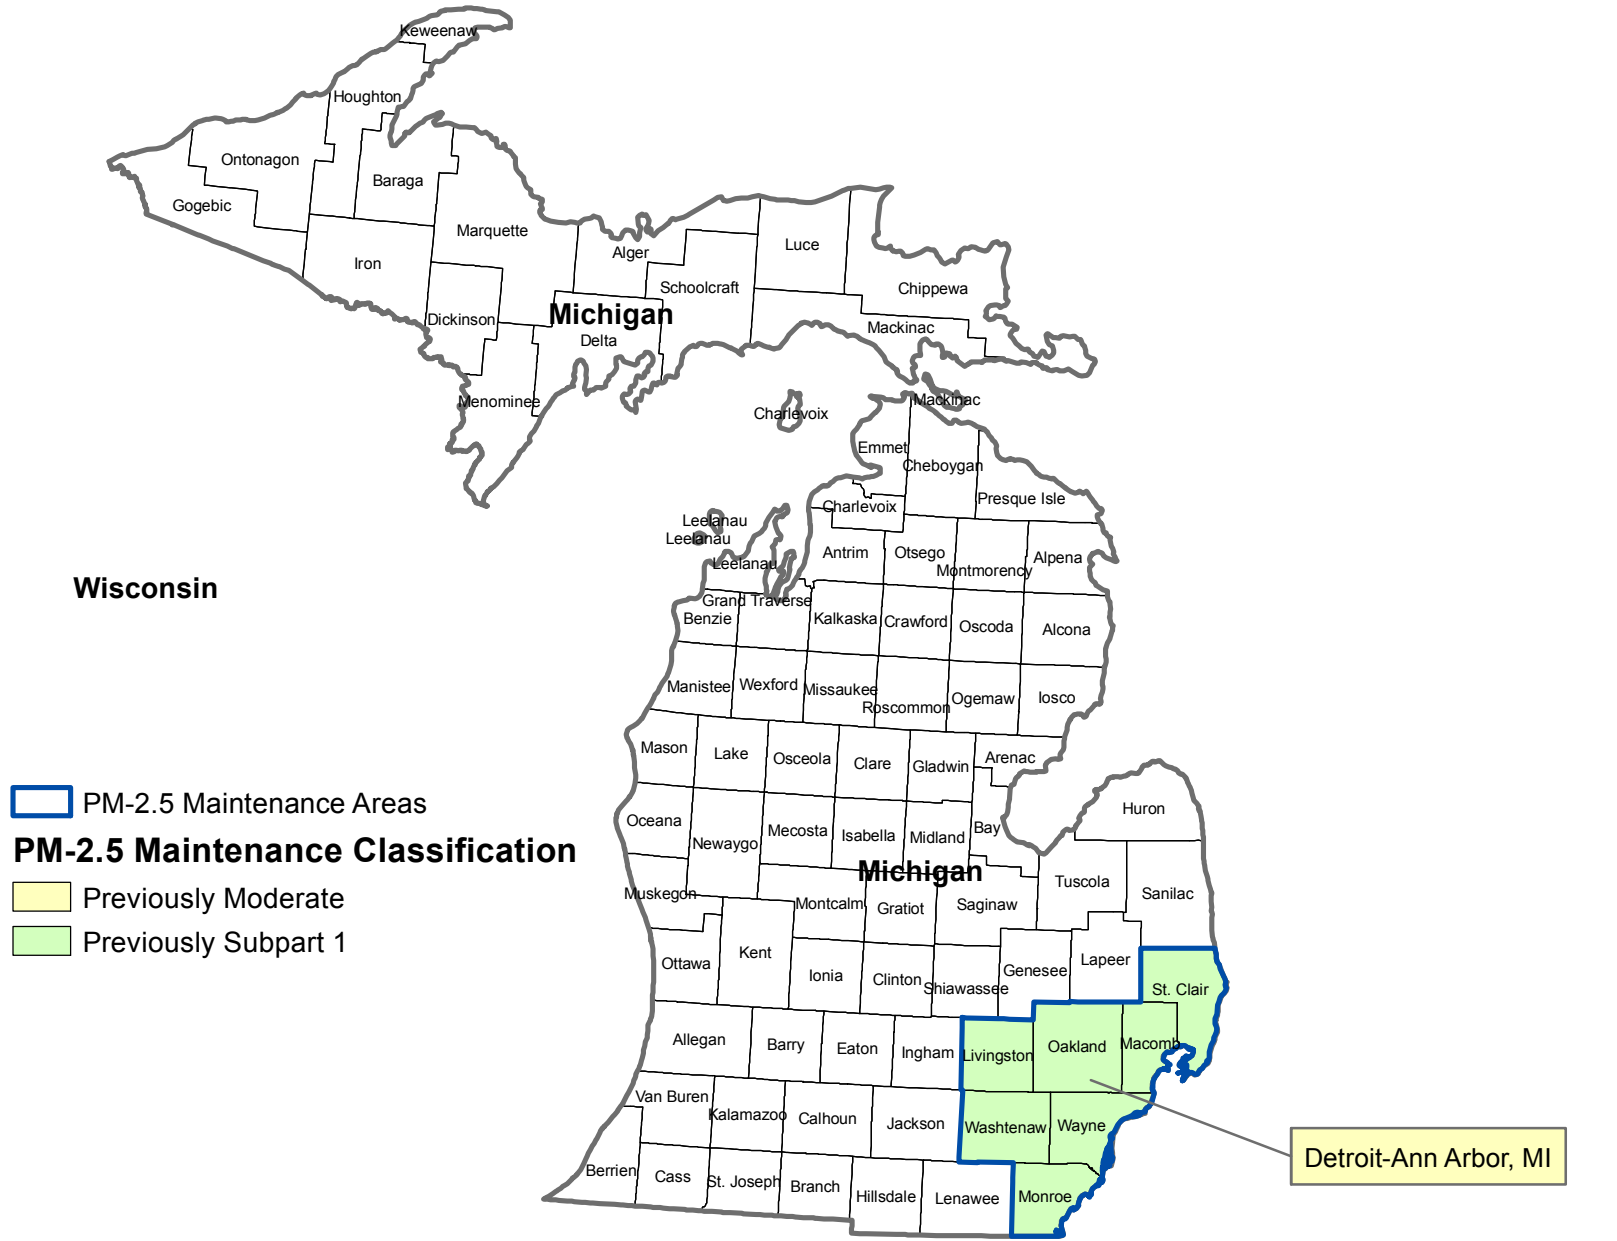 Keweenaw
Houghton
Ontonagon
Baraga
Gogebic
Marquette
Iron
Alger
Luce
Schoolcraft
Chippewa
Dickinson
Michigan
Mackinac
Delta
Menominee
Charlevoix
Mackinac
Emmet
Cheboygan
Presque Isle
Charlevoix
Leelanau
Leelanau
Leelanau
Antrim
Otsego
Montmorency
Alpena
Wisconsin
Grand Traverse
Benzie
Kalkaska
Crawford
Oscoda
Alcona
Manistee
Wexford
Missaukee
Roscommon
Ogemaw
Iosco
Mason
Lake
Osceola
Clare
Gladwin
Arenac
Huron
Oceana
Newaygo
Mecosta
Isabella
Midland
Bay
Michigan
Tuscola
Sanilac
Muskegon
Montcalm
Gratiot
Saginaw
Ottawa
Kent
Ionia
Clinton
Shiawassee
Genesee
Lapeer
St. Clair
Allegan
Barry
Eaton
Ingham
Livingston
Oakland
Macomb
Van Buren
Kalamazoo
Calhoun
Jackson
Washtenaw
Wayne
Berrien
Cass
St. Joseph
Branch
Hillsdale
Lenawee
Monroe
Detroit-Ann Arbor, MI
PM-2.5 Maintenance Areas
PM-2.5 Maintenance Classification
Previously Moderate
Previously Subpart 1